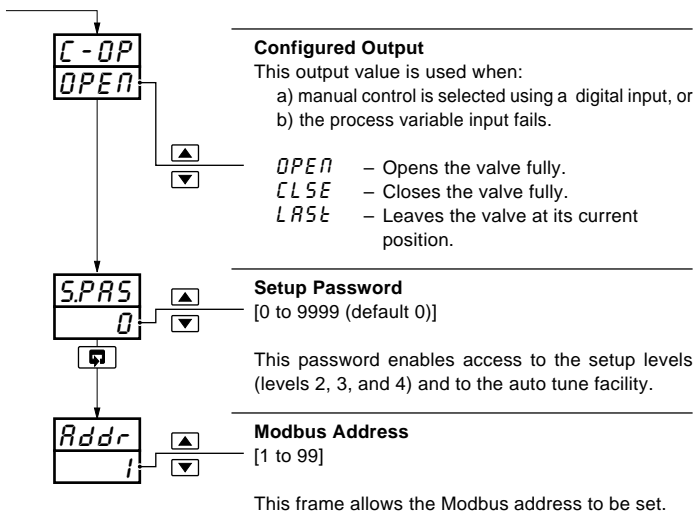 C-OP
OPEN
Configured Output
This output value is used when:
a) manual control is selected using a digital input, or
b) the process variable input fails.
OPEN – Opens the valve fully.
CLSE – Closes the valve fully.
LASt – Leaves the valve at its current
position.
S.PAS
0
Setup Password
[0 to 9999 (default 0)]
This password enables access to the setup levels
(levels 2, 3, and 4) and to the auto tune facility.
Addr
1
Modbus Address
[1 to 99]
This frame allows the Modbus address to be set.